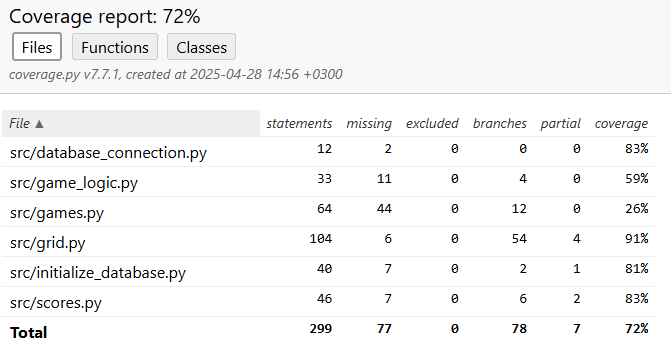 Coverage report: 72%
Files Functions Classes
coverage.py v7.7.1, created at 2025-04-28 14:56 +0300
File ▲ statements missing excluded branches partial coverage
src/database_connection.py 12 2 0 0 0 83%
src/game_logic.py 33 11 0 4 0 59%
src/games.py 64 44 0 12 0 26%
src/grid.py 104 6 0 54 4 91%
src/initialize_database.py 40 7 0 2 1 81%
src/scores.py 46 7 0 6 2 83%
Total 299 77 0 78 7 72%